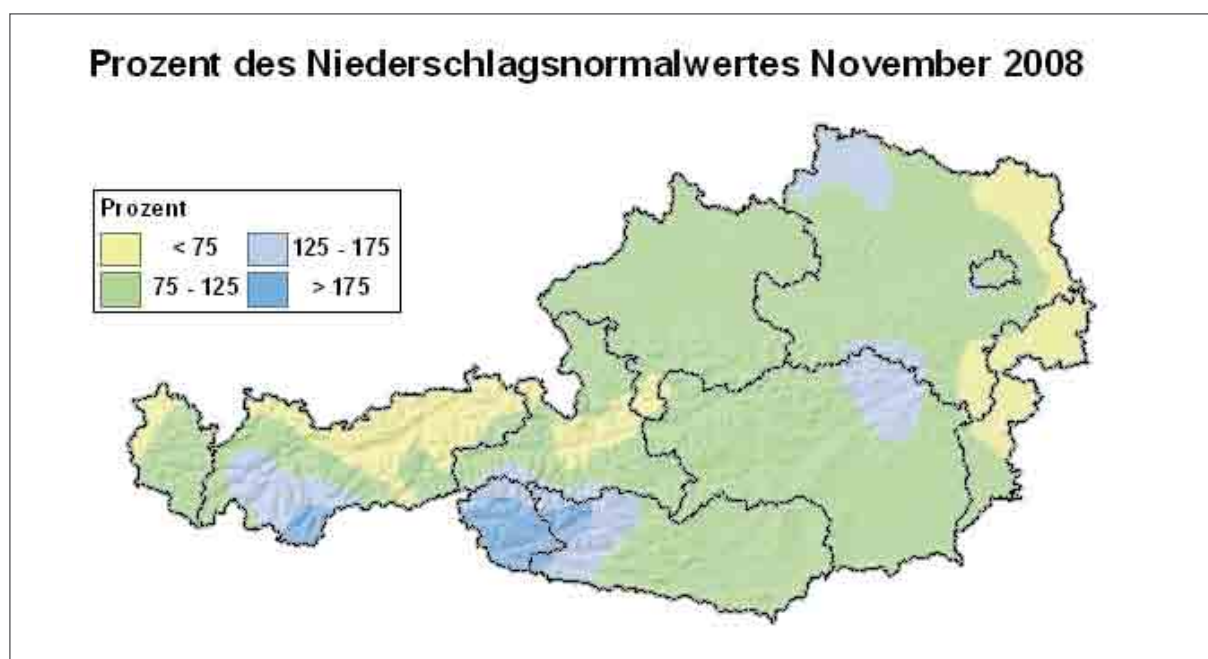 Prozent des Niederschlagsnormalwertes November 2008
Prozent
< 75
125 - 175
75 - 125
> 175